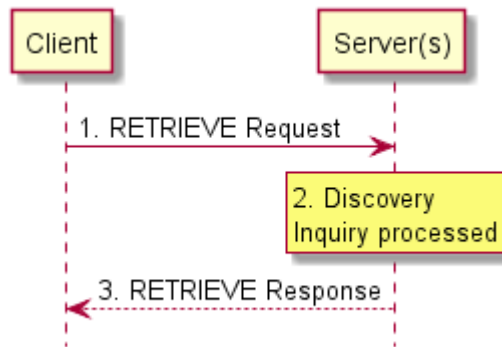 Client
Server(s)
1. RETRIEVE Request
2. Discovery
Inquiry processed
3. RETRIEVE Response